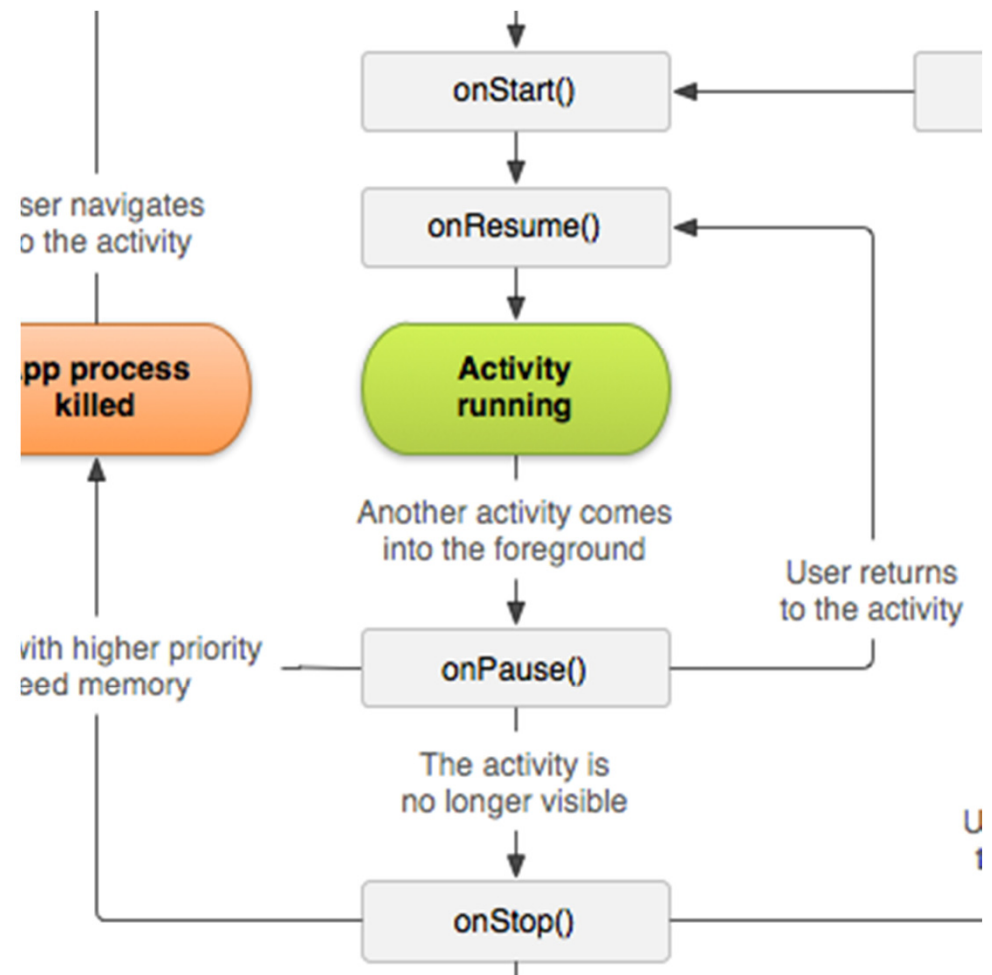 onStart()
onResume()
ser navigates
o the activity
pp process
killed
Activity
running
Another activity comes
into the foreground
User returns
to the activity
with higher priority
eed memory
onPause()
The activity is
no longer visible
U
t
onStop()